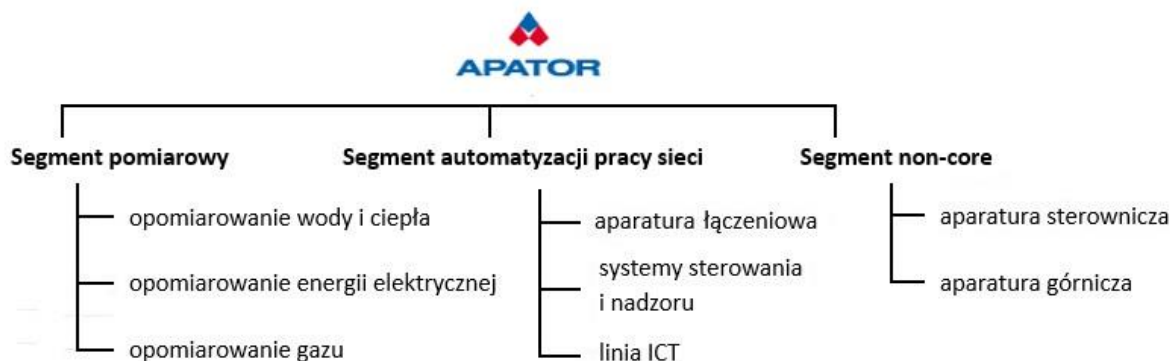 APATOR
Segment pomiarowy
opomiarowanie wody i ciepła
opomiarowanie energii elektrycznej
opomiarowanie gazu
Segment automatyzacji pracy sieci
aparatura łączeniowa
systemy sterowania
i nadzoru
linia ICT
Segment non-core
aparatura sterownicza
aparatura górnicza